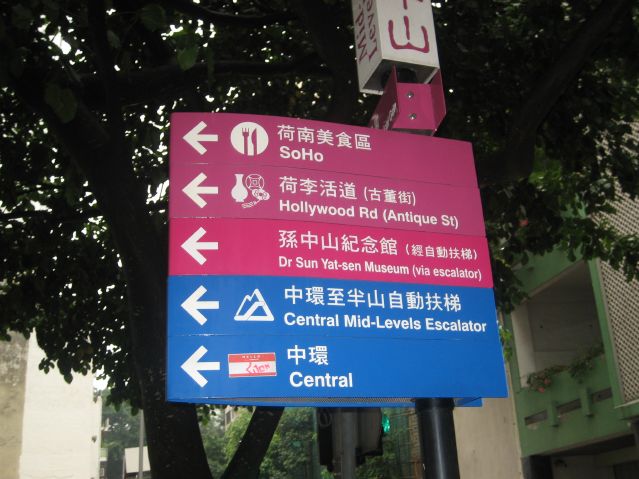 荷南美食區
SoHo
荷李活道 (古董街)
Hollywood Rd (Antique St)
孫中山紀念館 (經自動扶梯)
Dr Sun Yat-sen Museum (via escalator)
中環至半山自動扶梯
Central Mid-Levels Escalator
HELLO
中環
Central